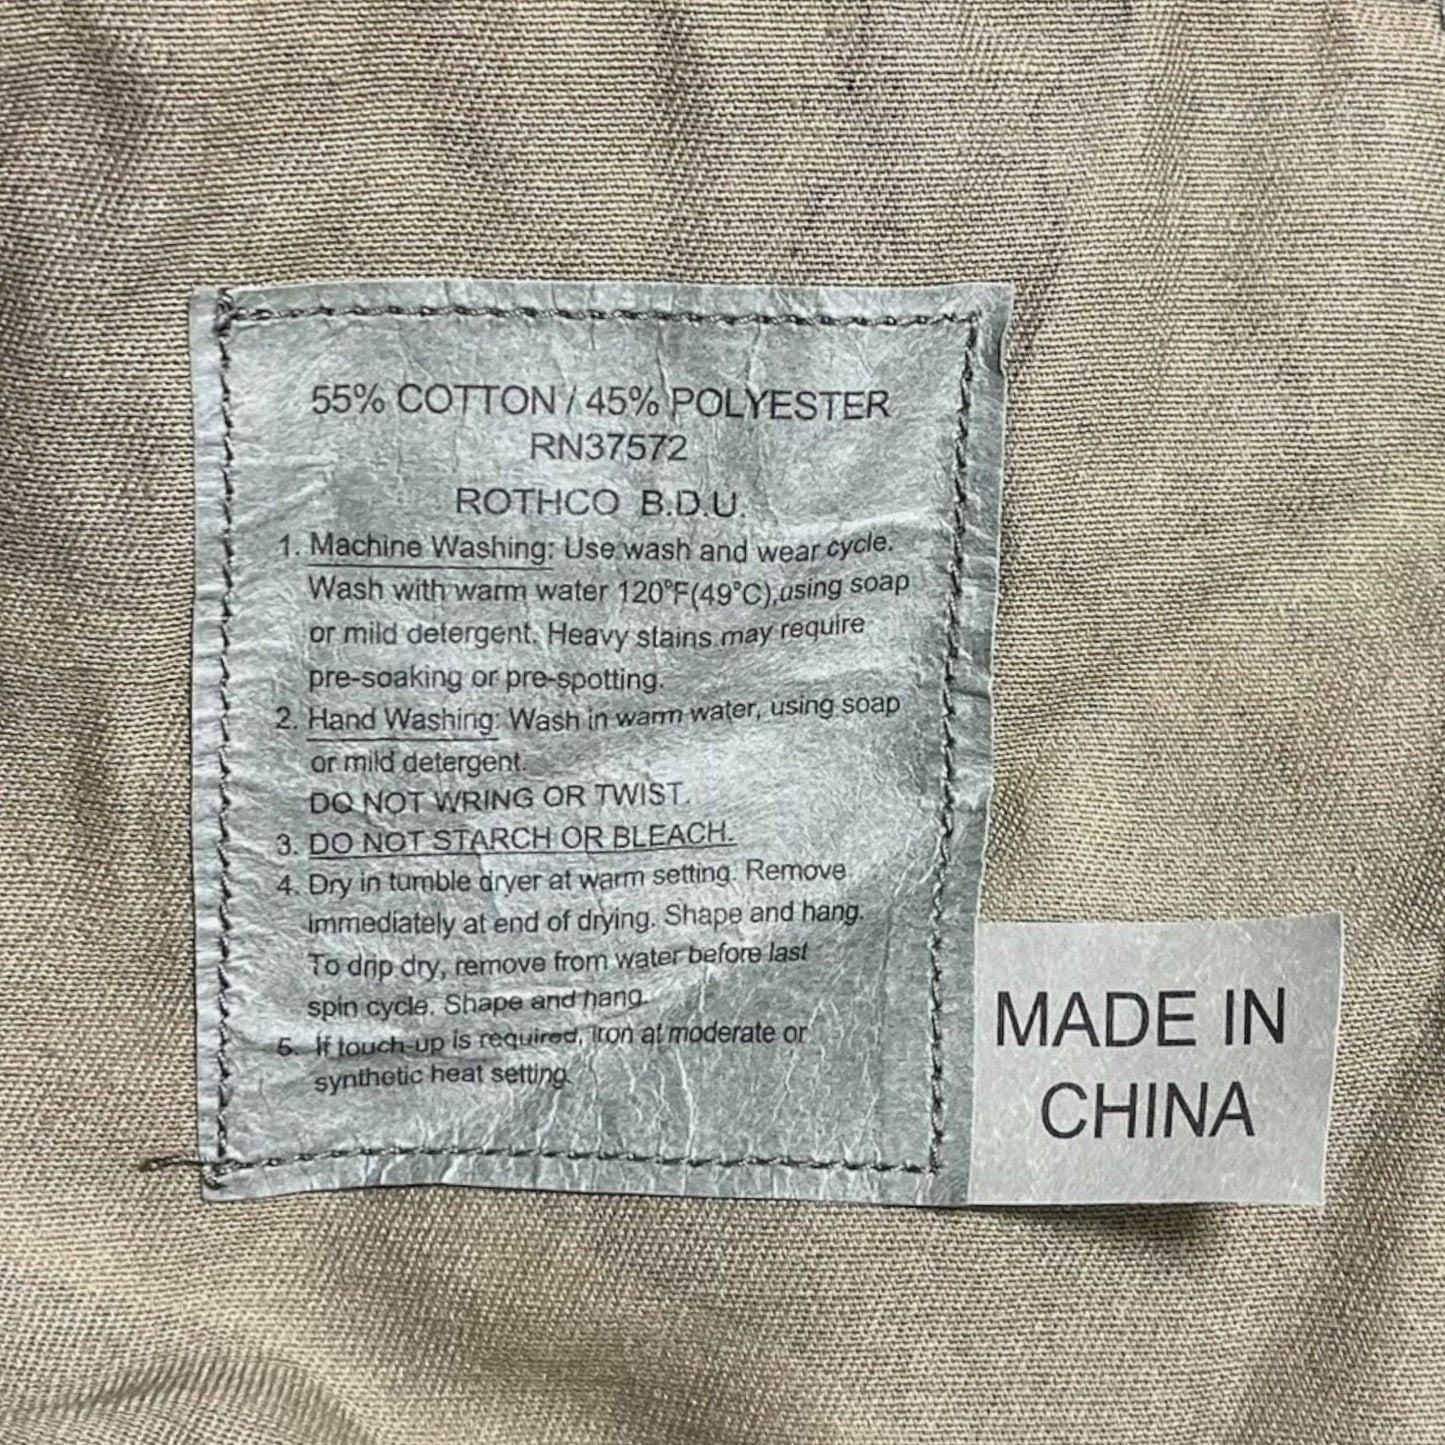 55% COTTON / 45% POLYESTER
RN37572
ROTHCO B.D.U.
1. Machine Washing: Use wash and wear cycle.
Wash with warm water 120°F(49°C),using soap
or mild detergent. Heavy stains may require
pre-soaking or pre-spotting.
2. Hand Washing: Wash in warm water, using soap
or mild detergent.
DO NOT WRING OR TWIST.
3. DO NOT STARCH OR BLEACH.
4. Dry in tumble dryer at warm setting. Remove
immediately at end of drying. Shape and hang.
To drip dry, remove from water before last
spin cycle. Shape and hang.
5. If touch-up is required, iron at moderate or
synthetic heat setting.
MADE IN
CHINA